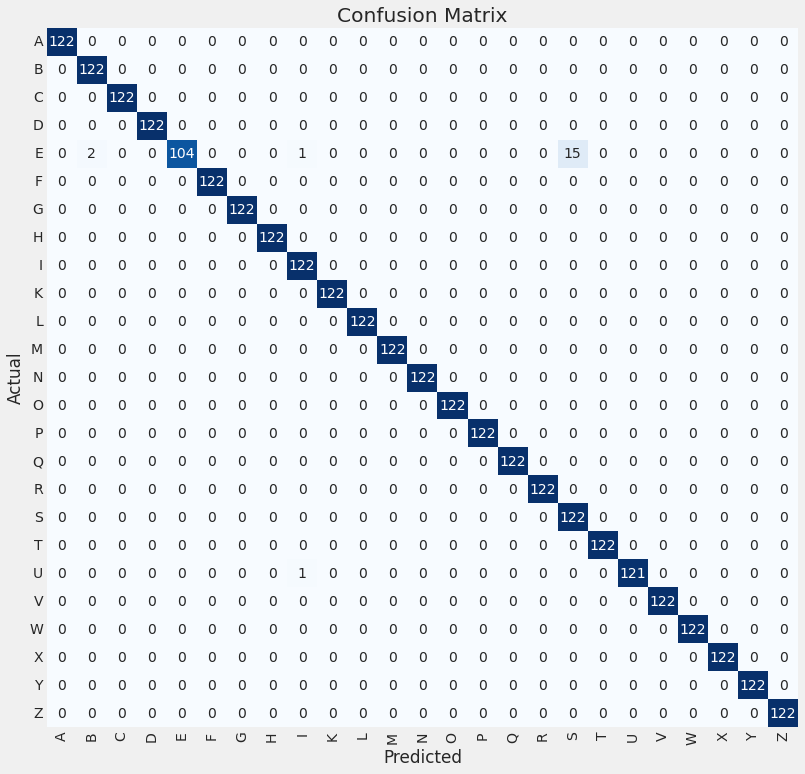 Confusion Matrix
A 122 0 0 0 0 0 0 0 0 0 0 0 0 0 0 0 0 0 0 0 0 0 0 0 0
B 0 122 0 0 0 0 0 0 0 0 0 0 0 0 0 0 0 0 0 0 0 0 0 0 0
C 0 0 122 0 0 0 0 0 0 0 0 0 0 0 0 0 0 0 0 0 0 0 0 0 0
D 0 0 0 122 0 0 0 0 0 0 0 0 0 0 0 0 0 0 0 0 0 0 0 0 0
E 0 2 0 0 104 0 0 0 1 0 0 0 0 0 0 0 0 15 0 0 0 0 0 0 0
F 0 0 0 0 0 122 0 0 0 0 0 0 0 0 0 0 0 0 0 0 0 0 0 0 0
G 0 0 0 0 0 0 122 0 0 0 0 0 0 0 0 0 0 0 0 0 0 0 0 0 0
H 0 0 0 0 0 0 0 122 0 0 0 0 0 0 0 0 0 0 0 0 0 0 0 0 0
I 0 0 0 0 0 0 0 0 122 0 0 0 0 0 0 0 0 0 0 0 0 0 0 0 0
K 0 0 0 0 0 0 0 0 0 122 0 0 0 0 0 0 0 0 0 0 0 0 0 0 0
L 0 0 0 0 0 0 0 0 0 0 122 0 0 0 0 0 0 0 0 0 0 0 0 0 0
M 0 0 0 0 0 0 0 0 0 0 0 122 0 0 0 0 0 0 0 0 0 0 0 0 0
N 0 0 0 0 0 0 0 0 0 0 0 0 122 0 0 0 0 0 0 0 0 0 0 0 0
O 0 0 0 0 0 0 0 0 0 0 0 0 0 122 0 0 0 0 0 0 0 0 0 0 0
P 0 0 0 0 0 0 0 0 0 0 0 0 0 0 122 0 0 0 0 0 0 0 0 0 0
Q 0 0 0 0 0 0 0 0 0 0 0 0 0 0 0 122 0 0 0 0 0 0 0 0 0
R 0 0 0 0 0 0 0 0 0 0 0 0 0 0 0 0 122 0 0 0 0 0 0 0 0
S 0 0 0 0 0 0 0 0 0 0 0 0 0 0 0 0 0 122 0 0 0 0 0 0 0
T 0 0 0 0 0 0 0 0 0 0 0 0 0 0 0 0 0 0 122 0 0 0 0 0 0
U 0 0 0 0 0 0 0 0 1 0 0 0 0 0 0 0 0 0 0 121 0 0 0 0 0
V 0 0 0 0 0 0 0 0 0 0 0 0 0 0 0 0 0 0 0 0 122 0 0 0 0
W 0 0 0 0 0 0 0 0 0 0 0 0 0 0 0 0 0 0 0 0 0 122 0 0 0
X 0 0 0 0 0 0 0 0 0 0 0 0 0 0 0 0 0 0 0 0 0 0 122 0 0
Y 0 0 0 0 0 0 0 0 0 0 0 0 0 0 0 0 0 0 0 0 0 0 0 122 0
Z 0 0 0 0 0 0 0 0 0 0 0 0 0 0 0 0 0 0 0 0 0 0 0 0 122
A B C D E F G H I K L M N O P Q R S T U V W X Y Z
Predicted
Actual